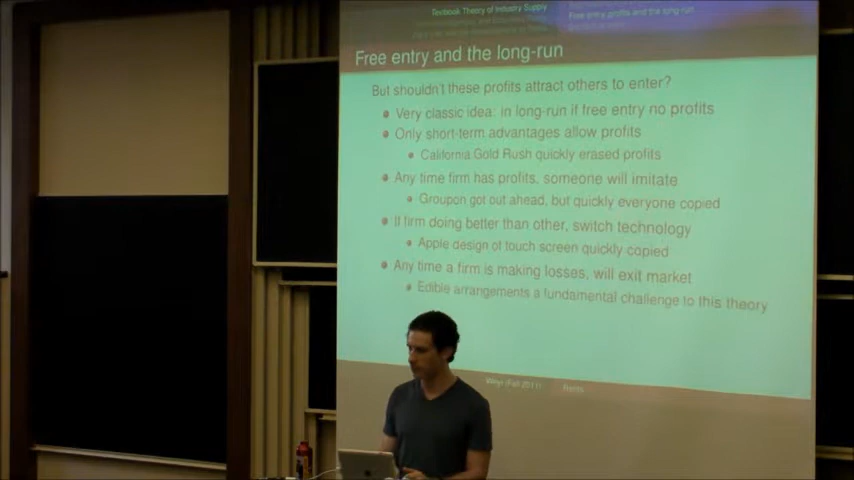 Textbook Theory of Industry Supply
Free entry profits and the long-run
Free entry and the long-run
But shouldn't these profits attract others to enter?
Very classic idea: in long-run if free entry no profits
Only short-term advantages allow profits
California Gold Rush quickly erased profits
Any time firm has profits, someone will imitate
Groupon got out ahead, but quickly everyone copied
If firm doing better than other, switch technology
Apple design of touch screen quickly copied
Any time a firm is making losses, will exit market
Edible arrangements a fundamental challenge to this theory
Weyl (Fall 2011)
Rents